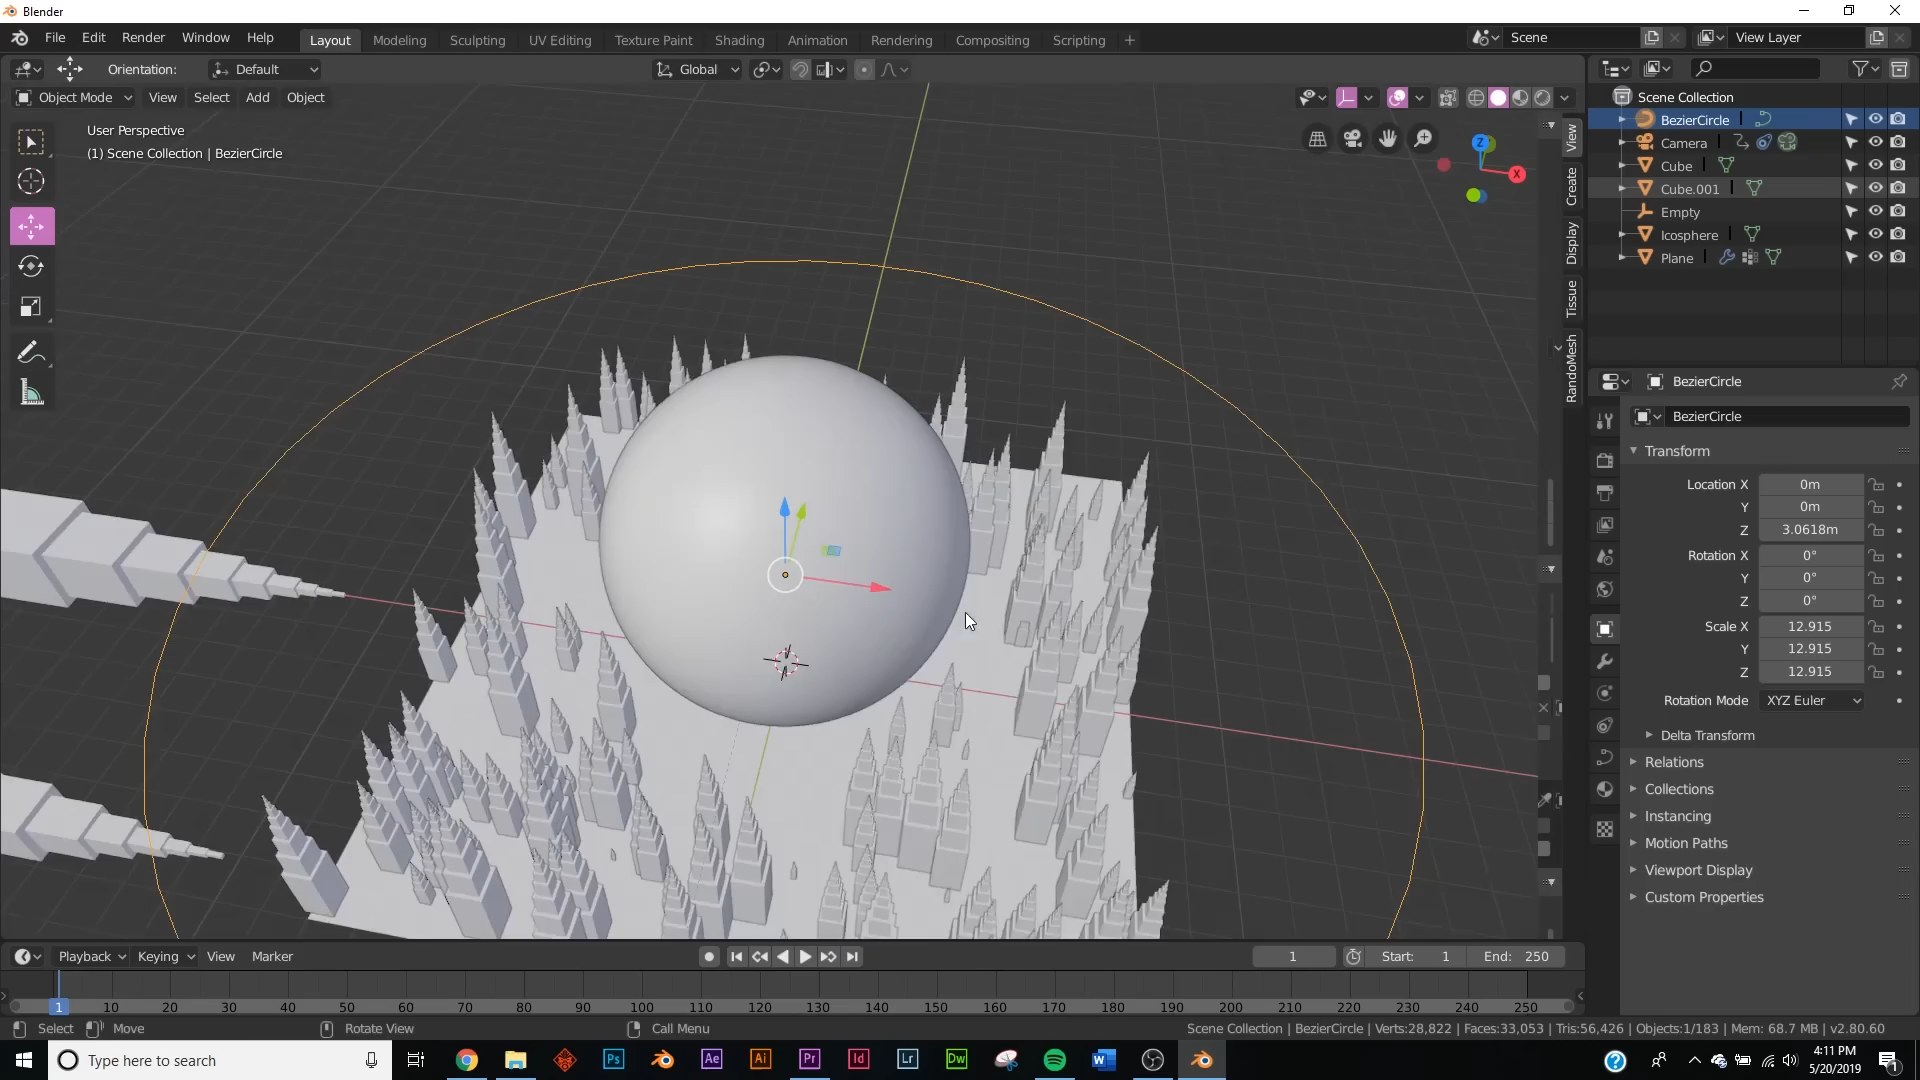 Blender
File Edit Render Window Help Layout Modeling Sculpting UV Editing Texture Paint Shading Animation Rendering Compositing Scripting + Scene View Layer
Orientation: Default Global
Object Mode View Select Add Object
User Perspective
(1) Scene Collection | BezierCircle
Z
X
View
Create
Display
Tissue
RandoMesh
Scene Collection
BezierCircle
Camera
Cube
Cube.001
Empty
Icosphere
Plane
BezierCircle
BezierCircle
Transform
Location X 0m
Y 0m
Z 3.0618m
Rotation X 0°
Y 0°
Z 0°
Scale X 12.915
Y 12.915
Z 12.915
Rotation Mode XYZ Euler
Delta Transform
Relations
Collections
Instancing
Motion Paths
Viewport Display
Custom Properties
Playback Keying View Marker 1 Start: 1 End: 250
1 10 20 30 40 50 60 70 80 90 100 110 120 130 140 150 160 170 180 190 200 210 220 230 240 250
Select Move Rotate View Call Menu Scene Collection | BezierCircle | Verts:28,822 | Faces:33,053 | Tris:56,426 | Objects:1/183 | Mem: 68.7 MB | v2.80.60
Type here to search Ps Ae Ai Pr Id Lr Dw W ? 4:11 PM
5/20/2019 1